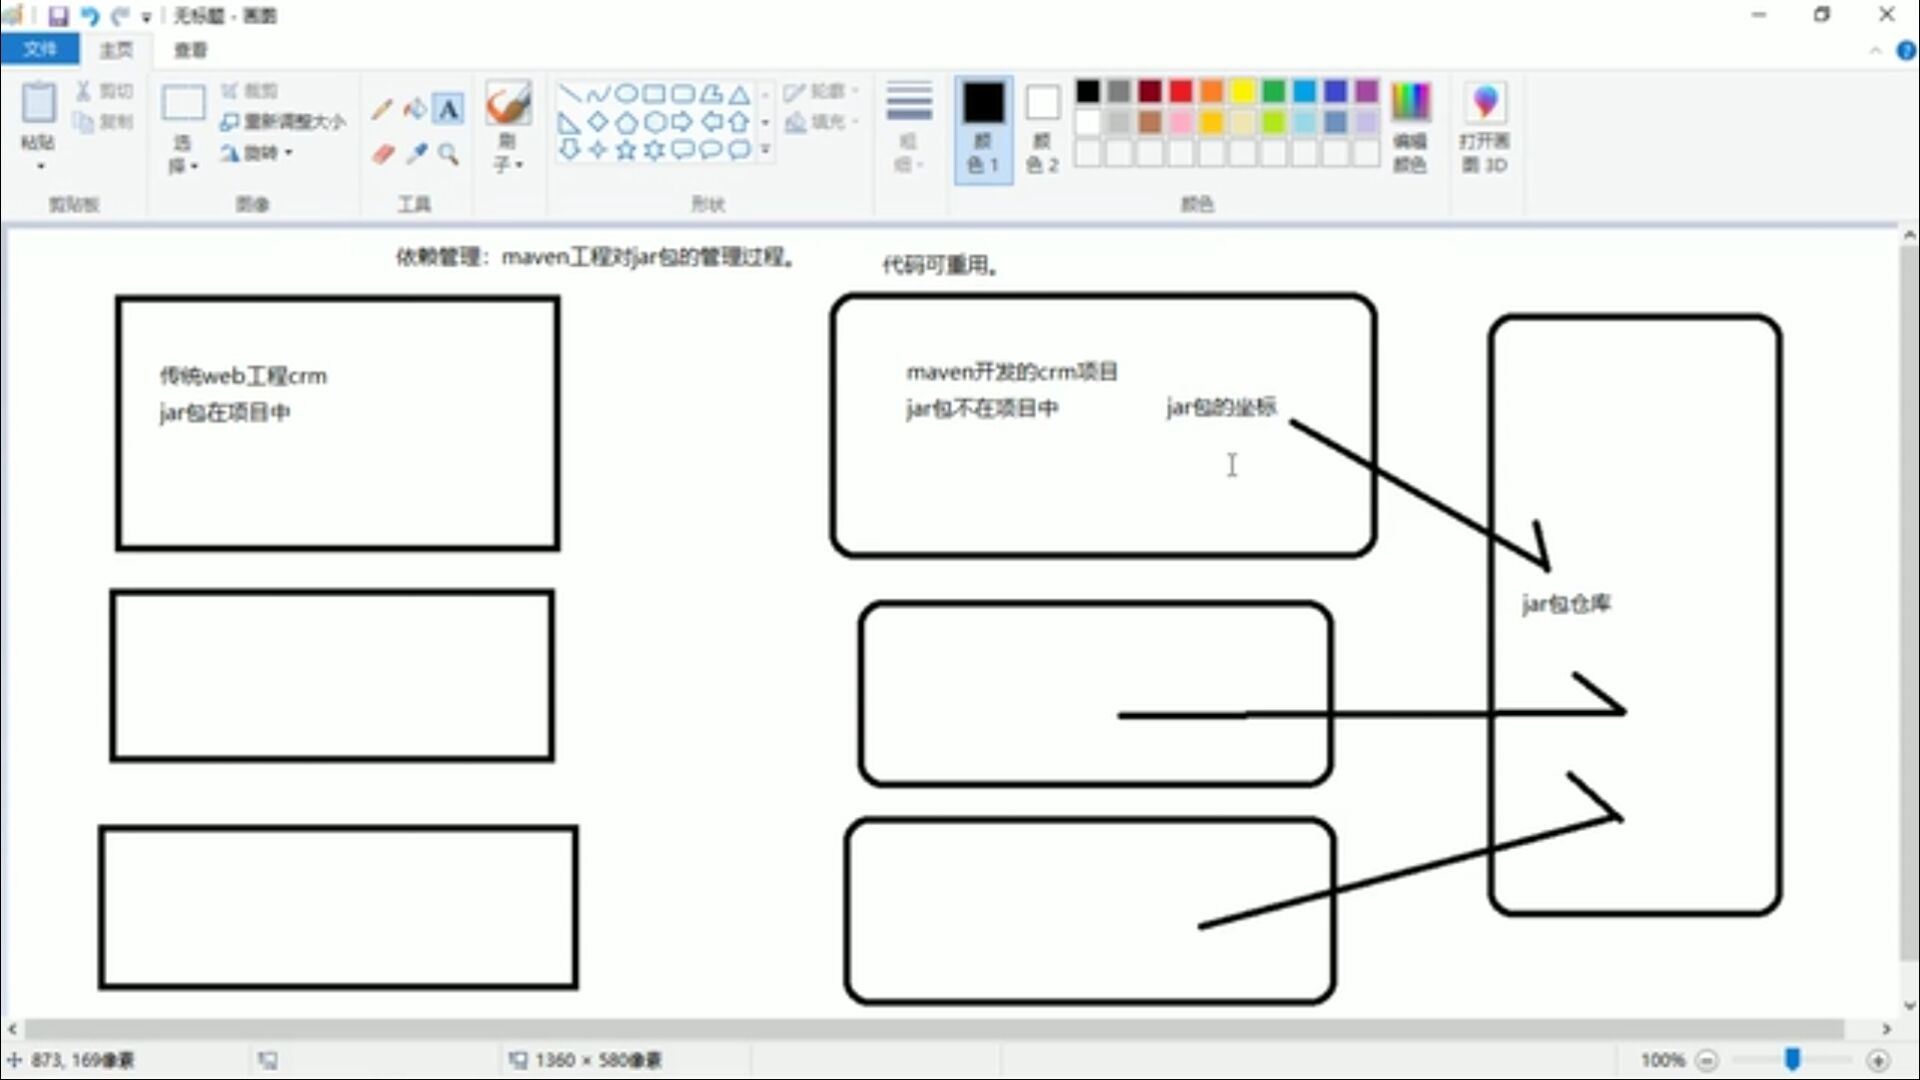 无标题 - 画图
文件 主页 查看
粘贴 剪切 复制 剪贴板
选择 裁剪 重新调整大小 旋转 图像
A 工具
刷子
轮廓 填充 形状
粗细
颜色 1 颜色 2 颜色
编辑颜色
打开画图 3D
依赖管理：maven工程对jar包的管理过程。
代码可重用。
传统web工程crm
jar包在项目中
maven开发的crm项目
jar包不在项目中 jar包的坐标
jar包仓库
873, 169像素 1360 × 580像素 100%